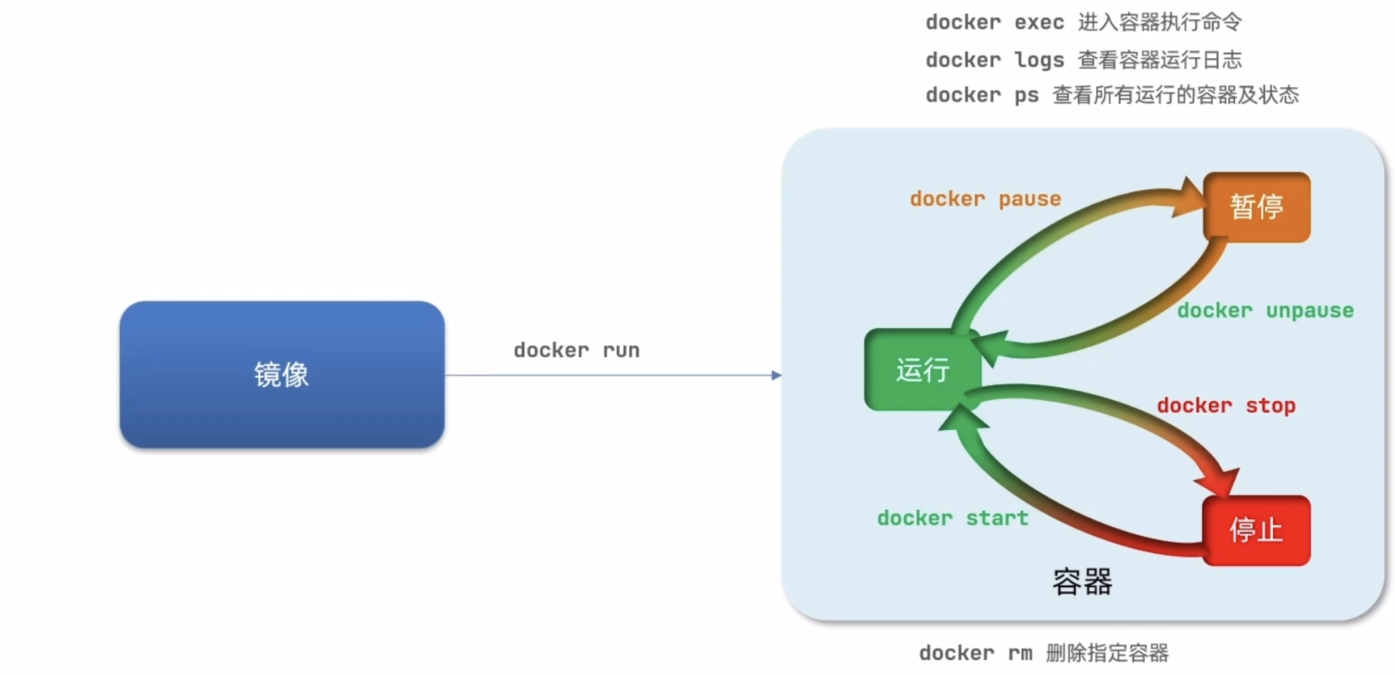 docker exec 进入容器执行命令
docker logs 查看容器运行日志
docker ps 查看所有运行的容器及状态
docker pause
暂停
docker unpause
镜像
docker run
运行
docker stop
docker start
停止
容器
docker rm 删除指定容器